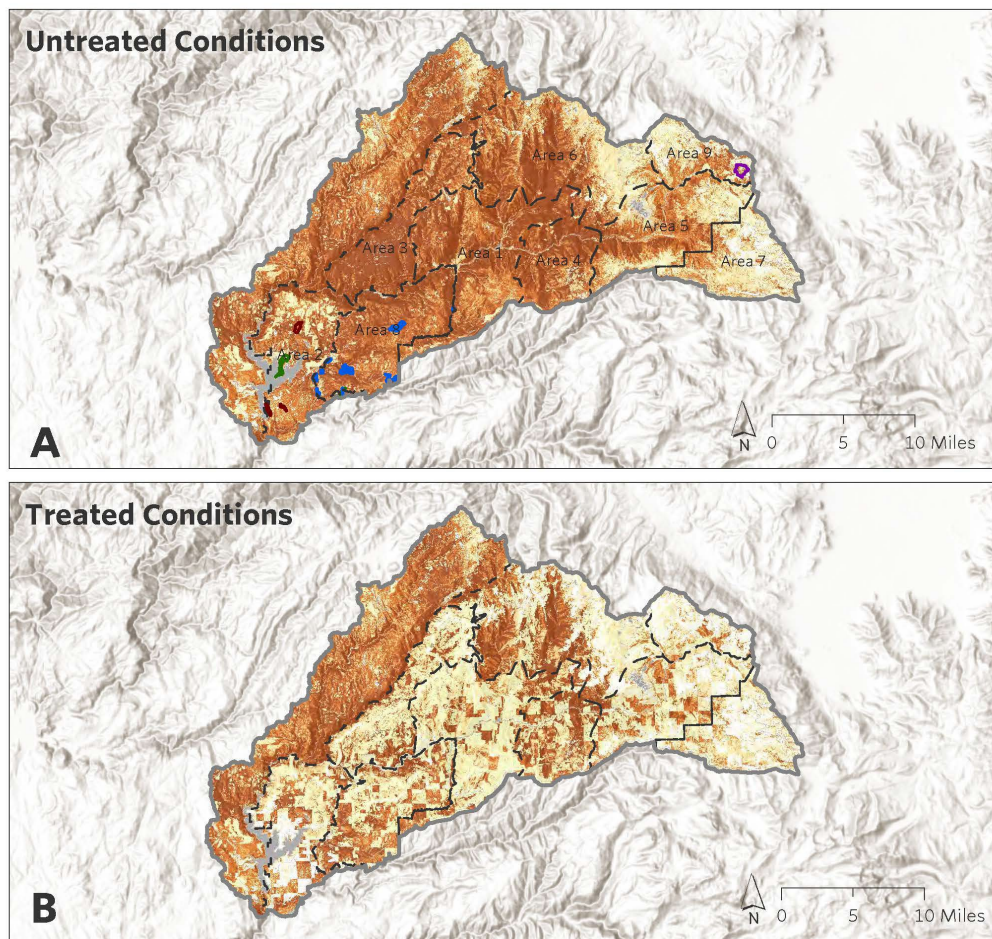 Untreated Conditions
Area 6
Area 9
Area 5
Area 3
Area 1
Area 4
Area 7
Area 8
Area 2
A
N
0 5 10 Miles
Treated Conditions
B
N
0 5 10 Miles